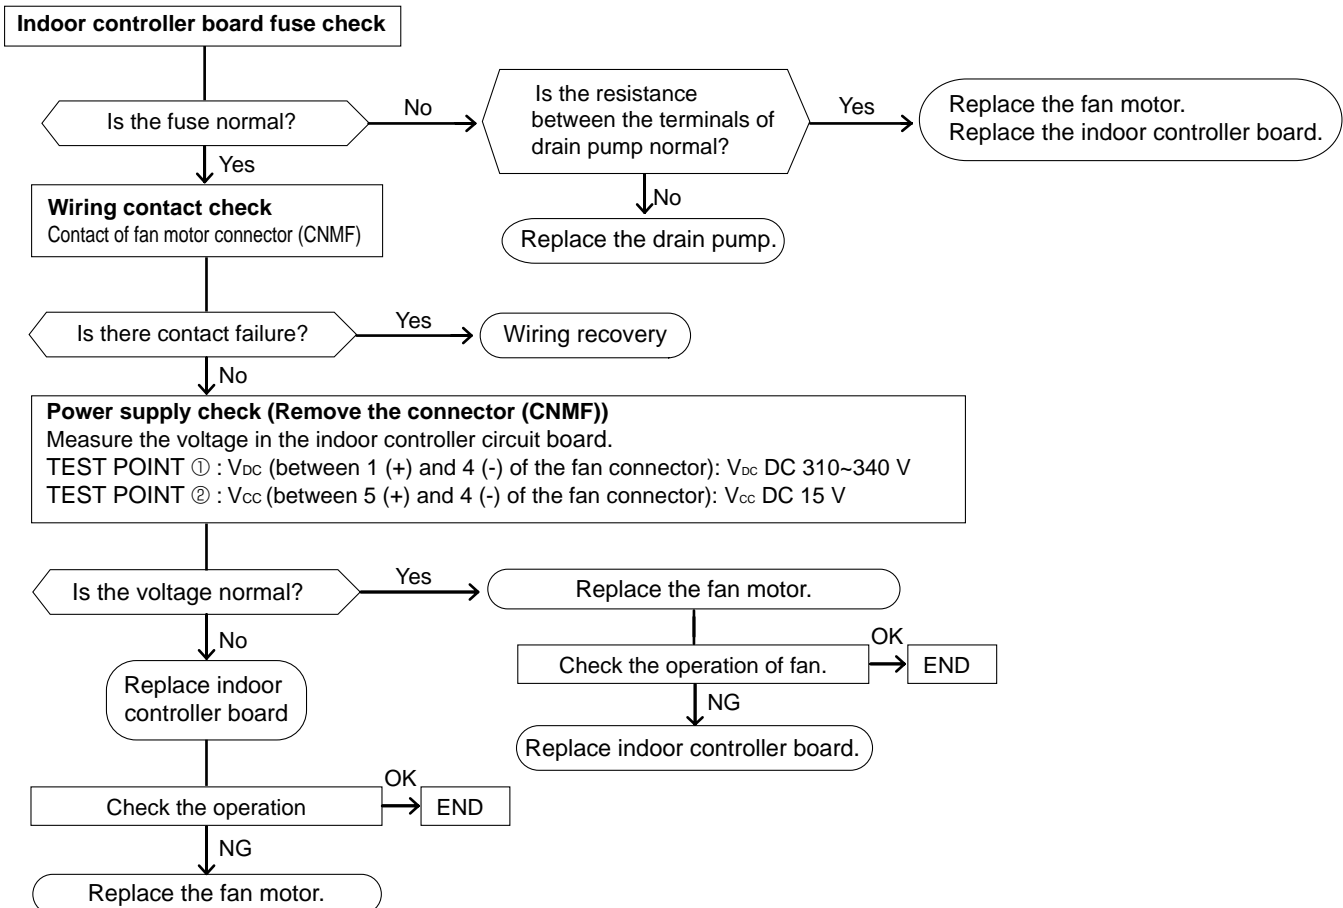 Indoor controller board fuse check
Is the fuse normal?
No
Is the resistance
between the terminals of
drain pump normal?
Yes
Replace the fan motor.
Replace the indoor controller board.
Yes
No
Replace the drain pump.
Wiring contact check
Contact of fan motor connector (CNMF)
Is there contact failure?
Yes
Wiring recovery
No
Power supply check (Remove the connector (CNMF))
Measure the voltage in the indoor controller circuit board.
TEST POINT ① : VDC (between 1 (+) and 4 (-) of the fan connector): VDC DC 310~340 V
TEST POINT ② : VCC (between 5 (+) and 4 (-) of the fan connector): VCC DC 15 V
Is the voltage normal?
Yes
Replace the fan motor.
No
Check the operation of fan.
OK
END
NG
Replace indoor controller board.
Replace indoor
controller board
Check the operation
OK
END
NG
Replace the fan motor.